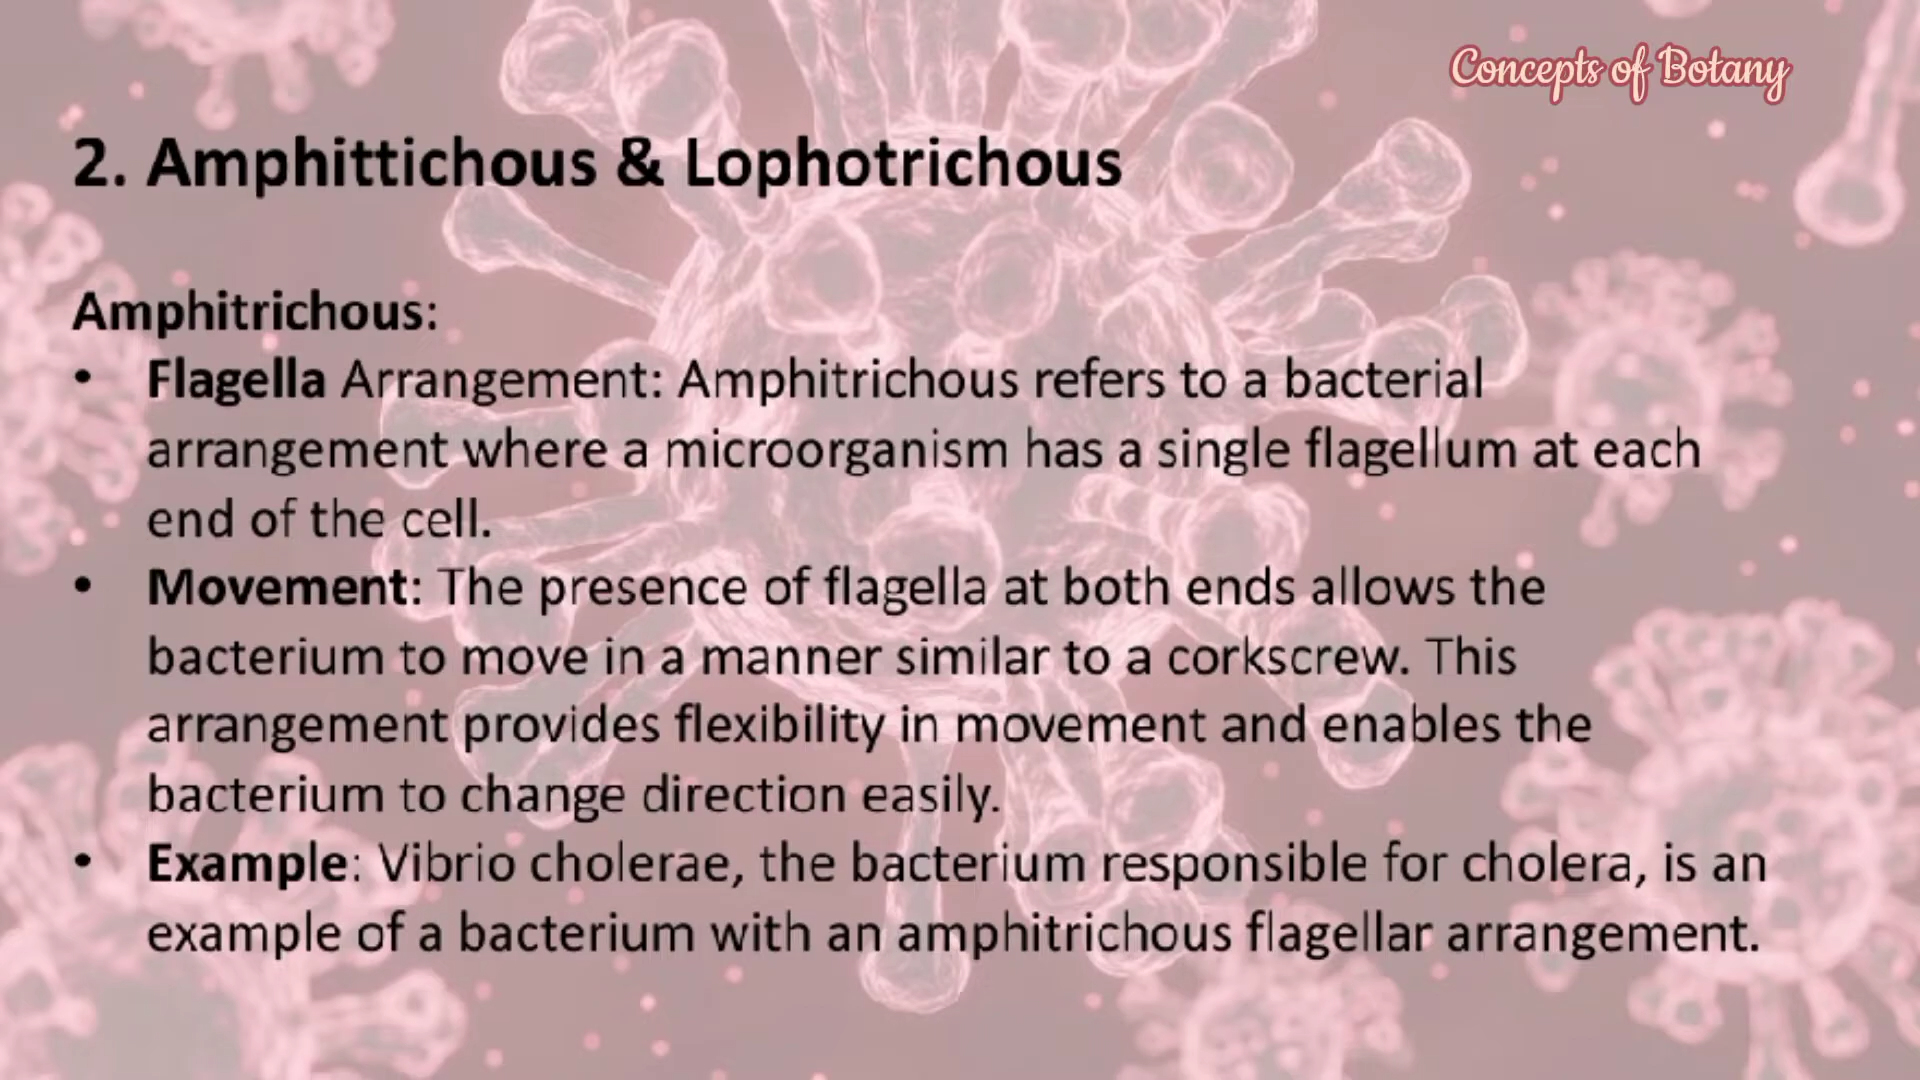 Concepts of Botany
2. Amphittichous & Lophotrichous
Amphitrichous:
• Flagella Arrangement: Amphitrichous refers to a bacterial
arrangement where a microorganism has a single flagellum at each
end of the cell.
• Movement: The presence of flagella at both ends allows the
bacterium to move in a manner similar to a corkscrew. This
arrangement provides flexibility in movement and enables the
bacterium to change direction easily.
• Example: Vibrio cholerae, the bacterium responsible for cholera, is an
example of a bacterium with an amphitrichous flagellar arrangement.